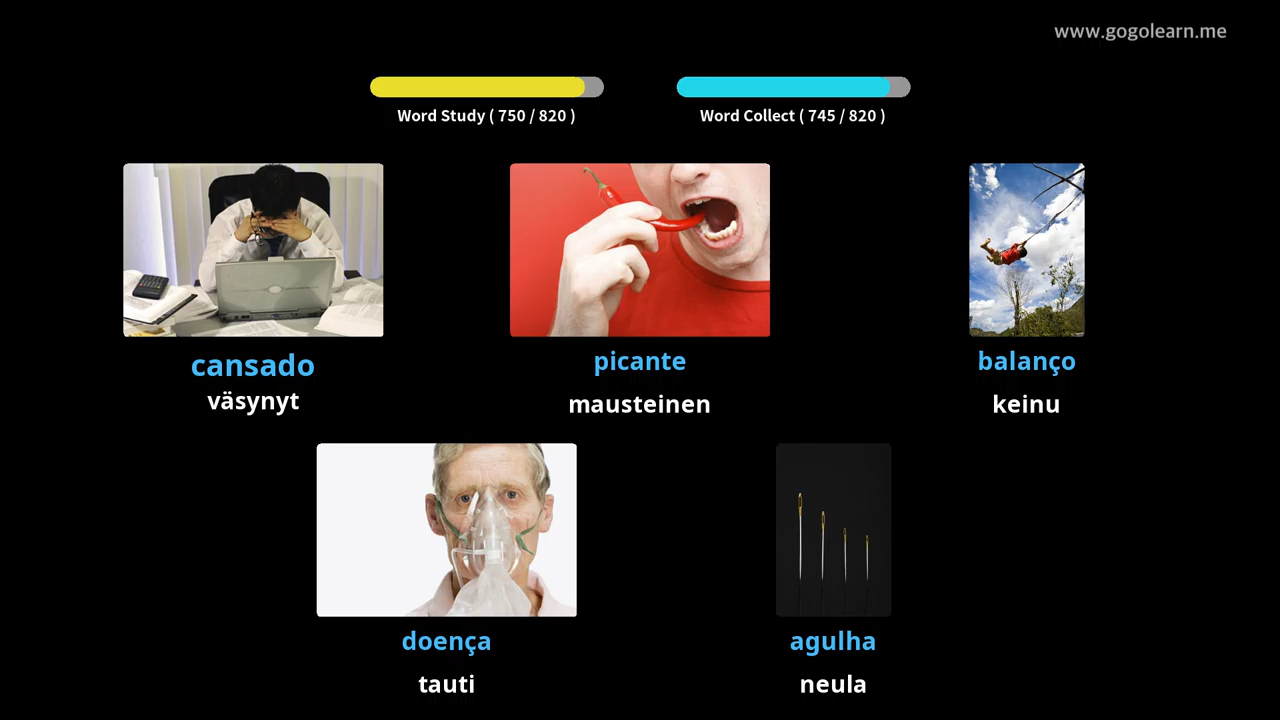 www.gogolearn.me
Word Study ( 750 / 820 )
Word Collect ( 745 / 820 )
cansado
väsynyt
picante
mausteinen
balanço
keinu
doença
tauti
agulha
neula